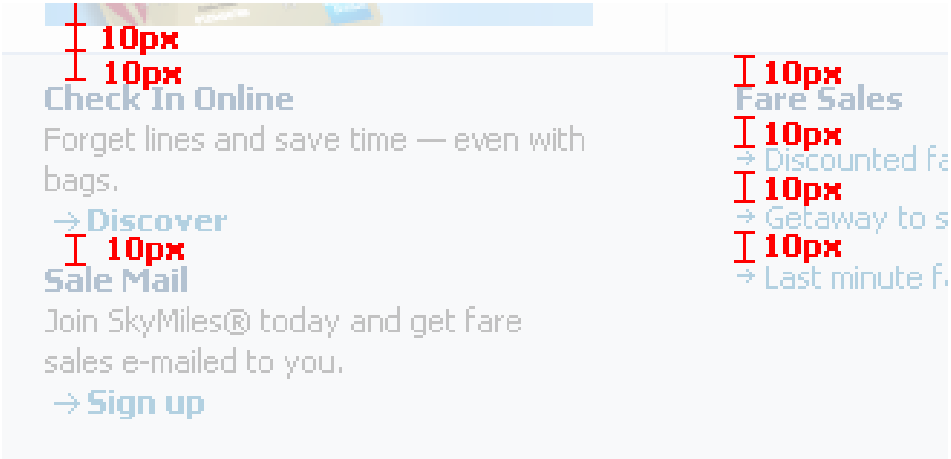 10px
10px
Check In Online
Forget lines and save time — even with
bags.
→Discover
10px
Sale Mail
Join SkyMiles® today and get fare
sales e-mailed to you.
→Sign up
10px
Fare Sales
10px
→ Discounted
10px
→ Getaway to
10px
→ Last minute